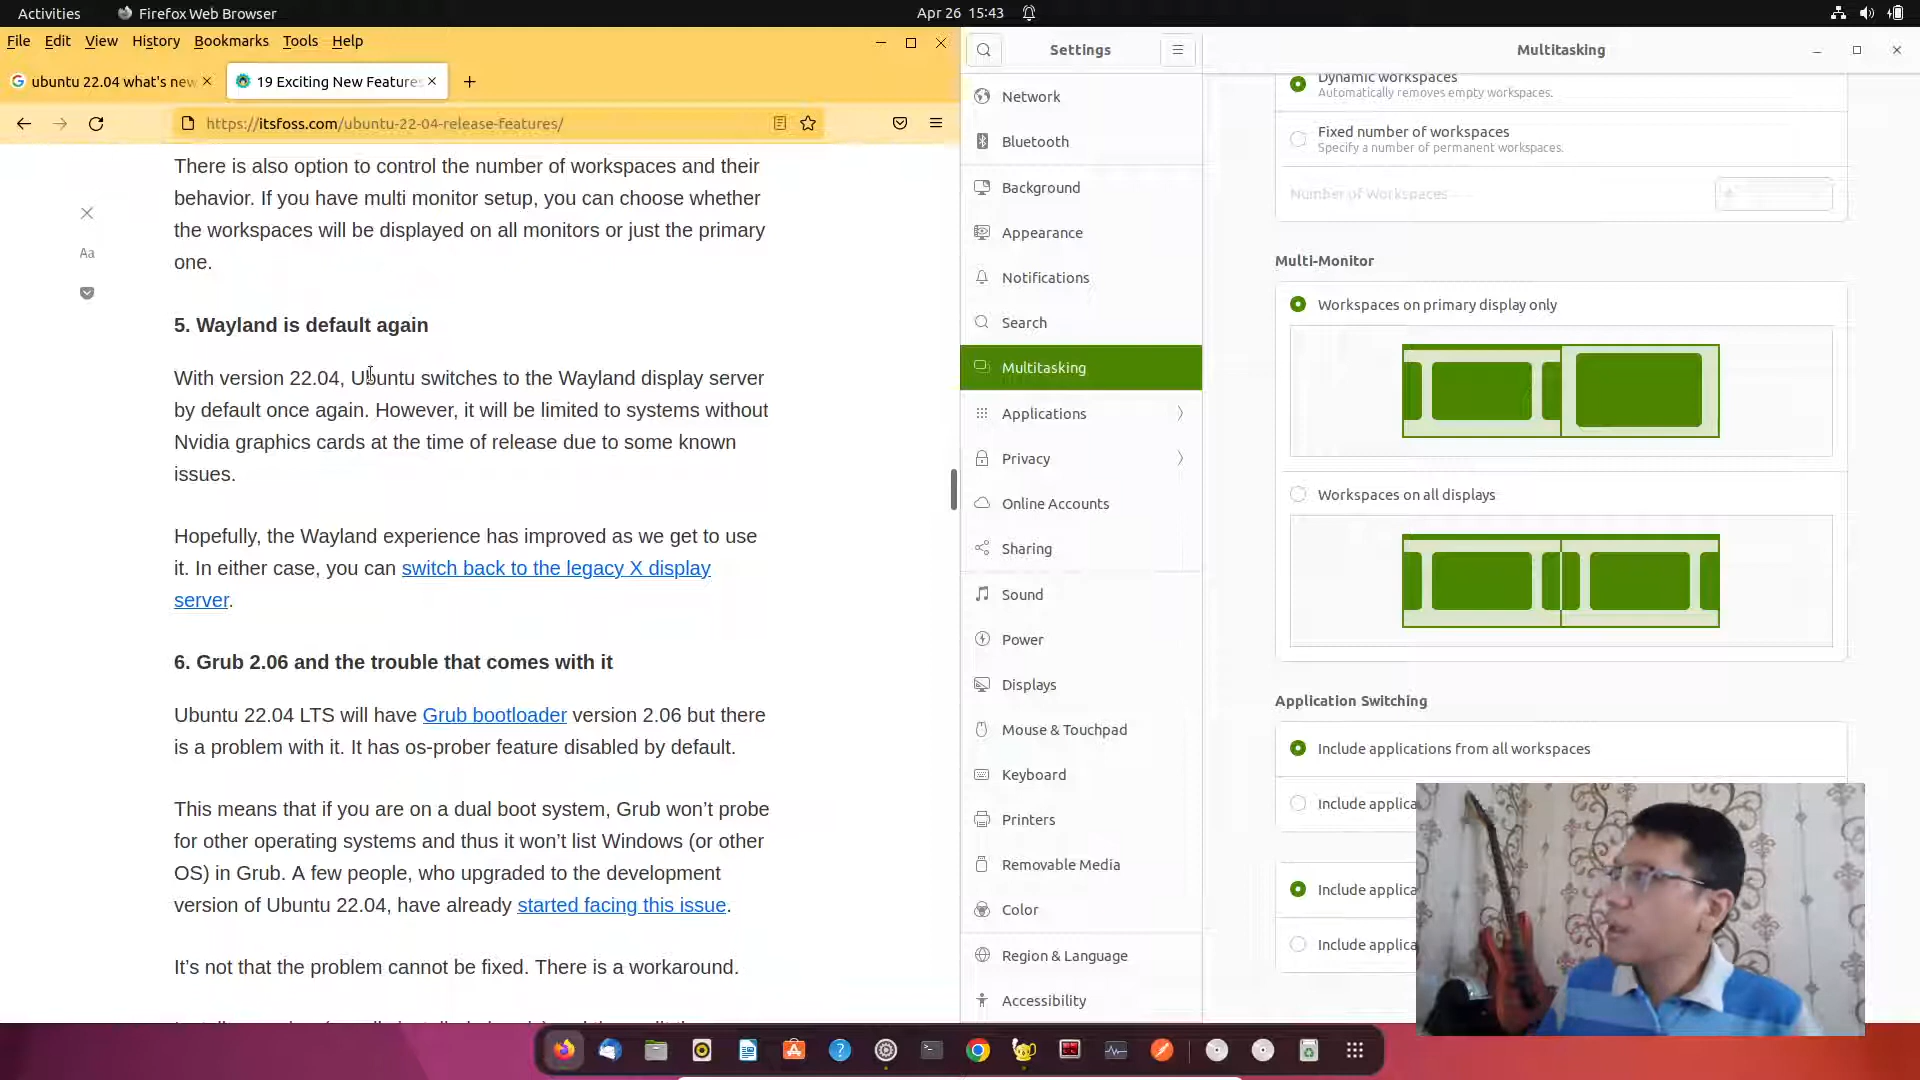 Activities
Firefox Web Browser
Apr 26 15:43
File Edit View History Bookmarks Tools Help
ubuntu 22.04 what's new
19 Exciting New Features
https://itsfoss.com/ubuntu-22-04-release-features/
Aa
There is also option to control the number of workspaces and their
behavior. If you have multi monitor setup, you can choose whether
the workspaces will be displayed on all monitors or just the primary
one.
5. Wayland is default again
With version 22.04, Ubuntu switches to the Wayland display server
by default once again. However, it will be limited to systems without
Nvidia graphics cards at the time of release due to some known
issues.
Hopefully, the Wayland experience has improved as we get to use
it. In either case, you can switch back to the legacy X display
server.
6. Grub 2.06 and the trouble that comes with it
Ubuntu 22.04 LTS will have Grub bootloader version 2.06 but there
is a problem with it. It has os-prober feature disabled by default.
This means that if you are on a dual boot system, Grub won't probe
for other operating systems and thus it won't list Windows (or other
OS) in Grub. A few people, who upgraded to the development
version of Ubuntu 22.04, have already started facing this issue.
It's not that the problem cannot be fixed. There is a workaround.
Settings
Network
Bluetooth
Background
Appearance
Notifications
Search
Multitasking
Applications
Privacy
Online Accounts
Sharing
Sound
Power
Displays
Mouse & Touchpad
Keyboard
Printers
Removable Media
Color
Region & Language
Accessibility
Multitasking
Dynamic workspaces
Automatically removes empty workspaces.
Fixed number of workspaces
Specify a number of permanent workspaces.
Number of Workspaces
Multi-Monitor
Workspaces on primary display only
Workspaces on all displays
Application Switching
Include applications from all workspaces
Include applica
Include applica
Include applica